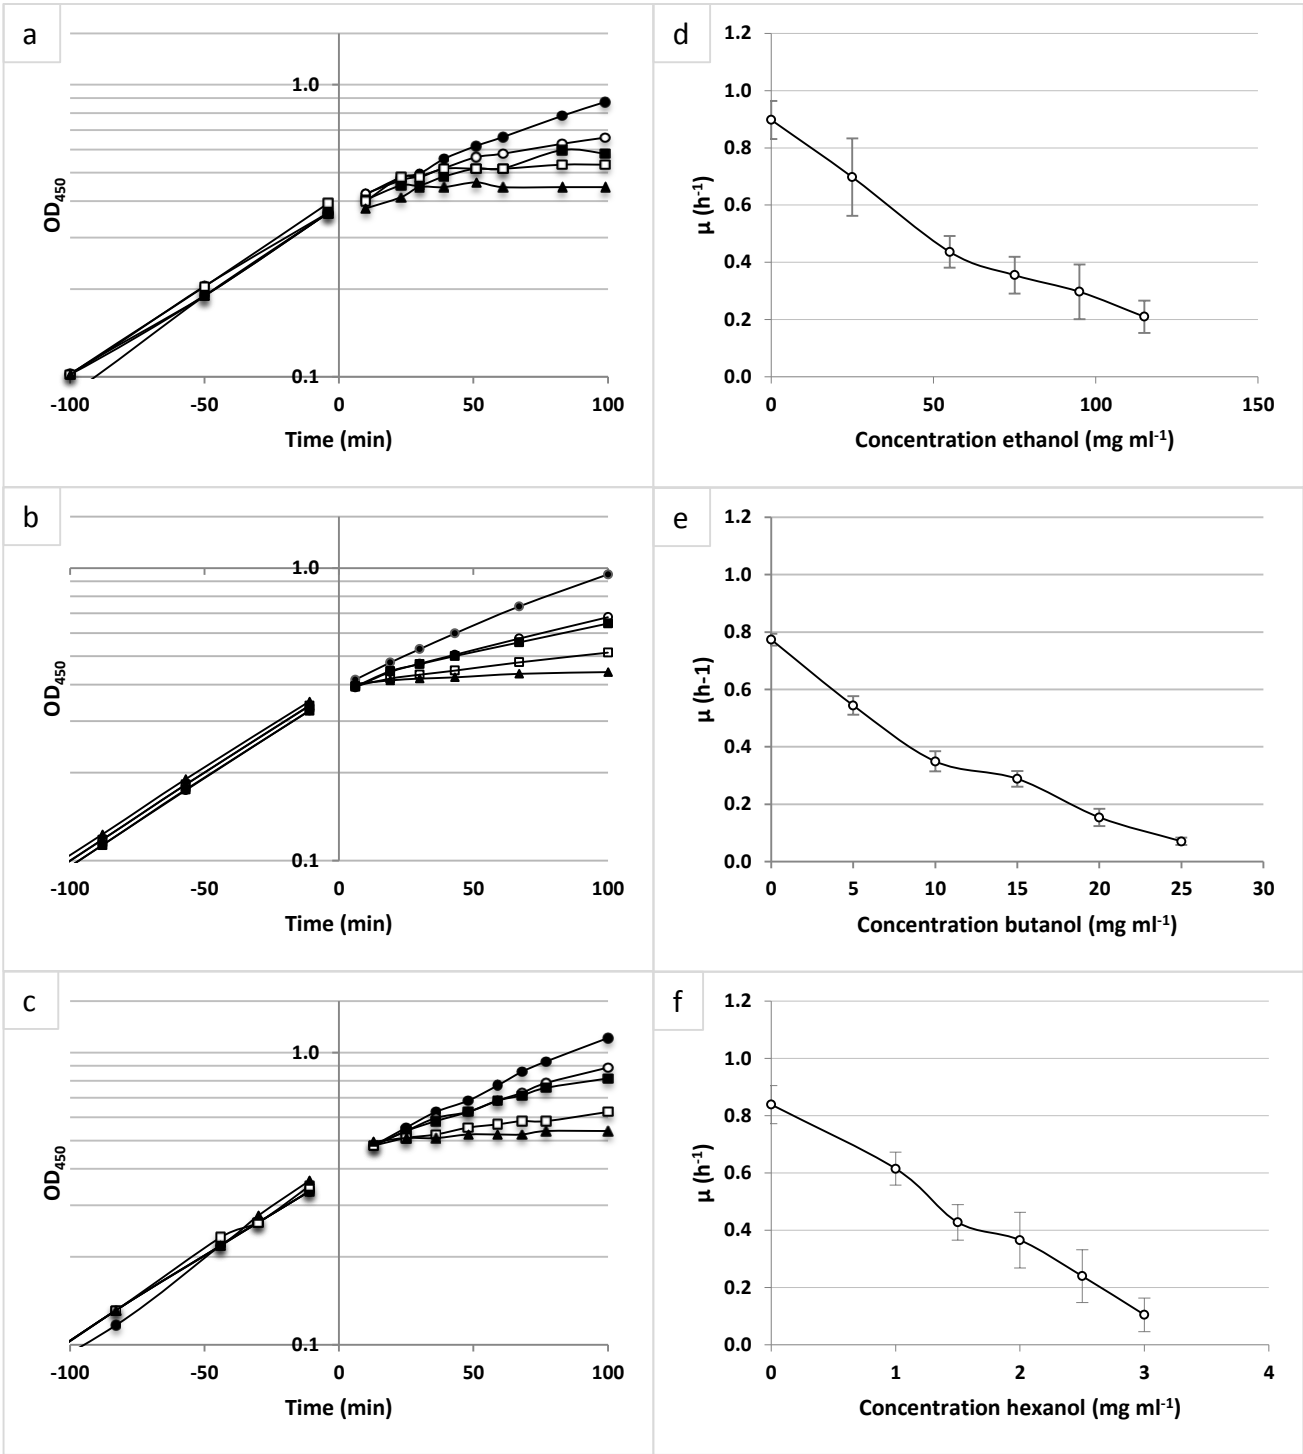 a
1.0
OD450
0.1
-100 -50 0 50 100
Time (min)
d
1.2
1.0
0.8
0.6
0.4
0.2
0.0
µ (h-1)
0 50 100 150
Concentration ethanol (mg ml-1)
b
1.0
OD450
0.1
-100 -50 0 50 100
Time (min)
e
1.2
1.0
0.8
0.6
0.4
0.2
0.0
µ (h-1)
0 5 10 15 20 25 30
Concentration butanol (mg ml-1)
c
1.0
OD450
0.1
-100 -50 0 50 100
Time (min)
f
1.2
1.0
0.8
0.6
0.4
0.2
0.0
µ (h-1)
0 1 2 3 4
Concentration hexanol (mg ml-1)